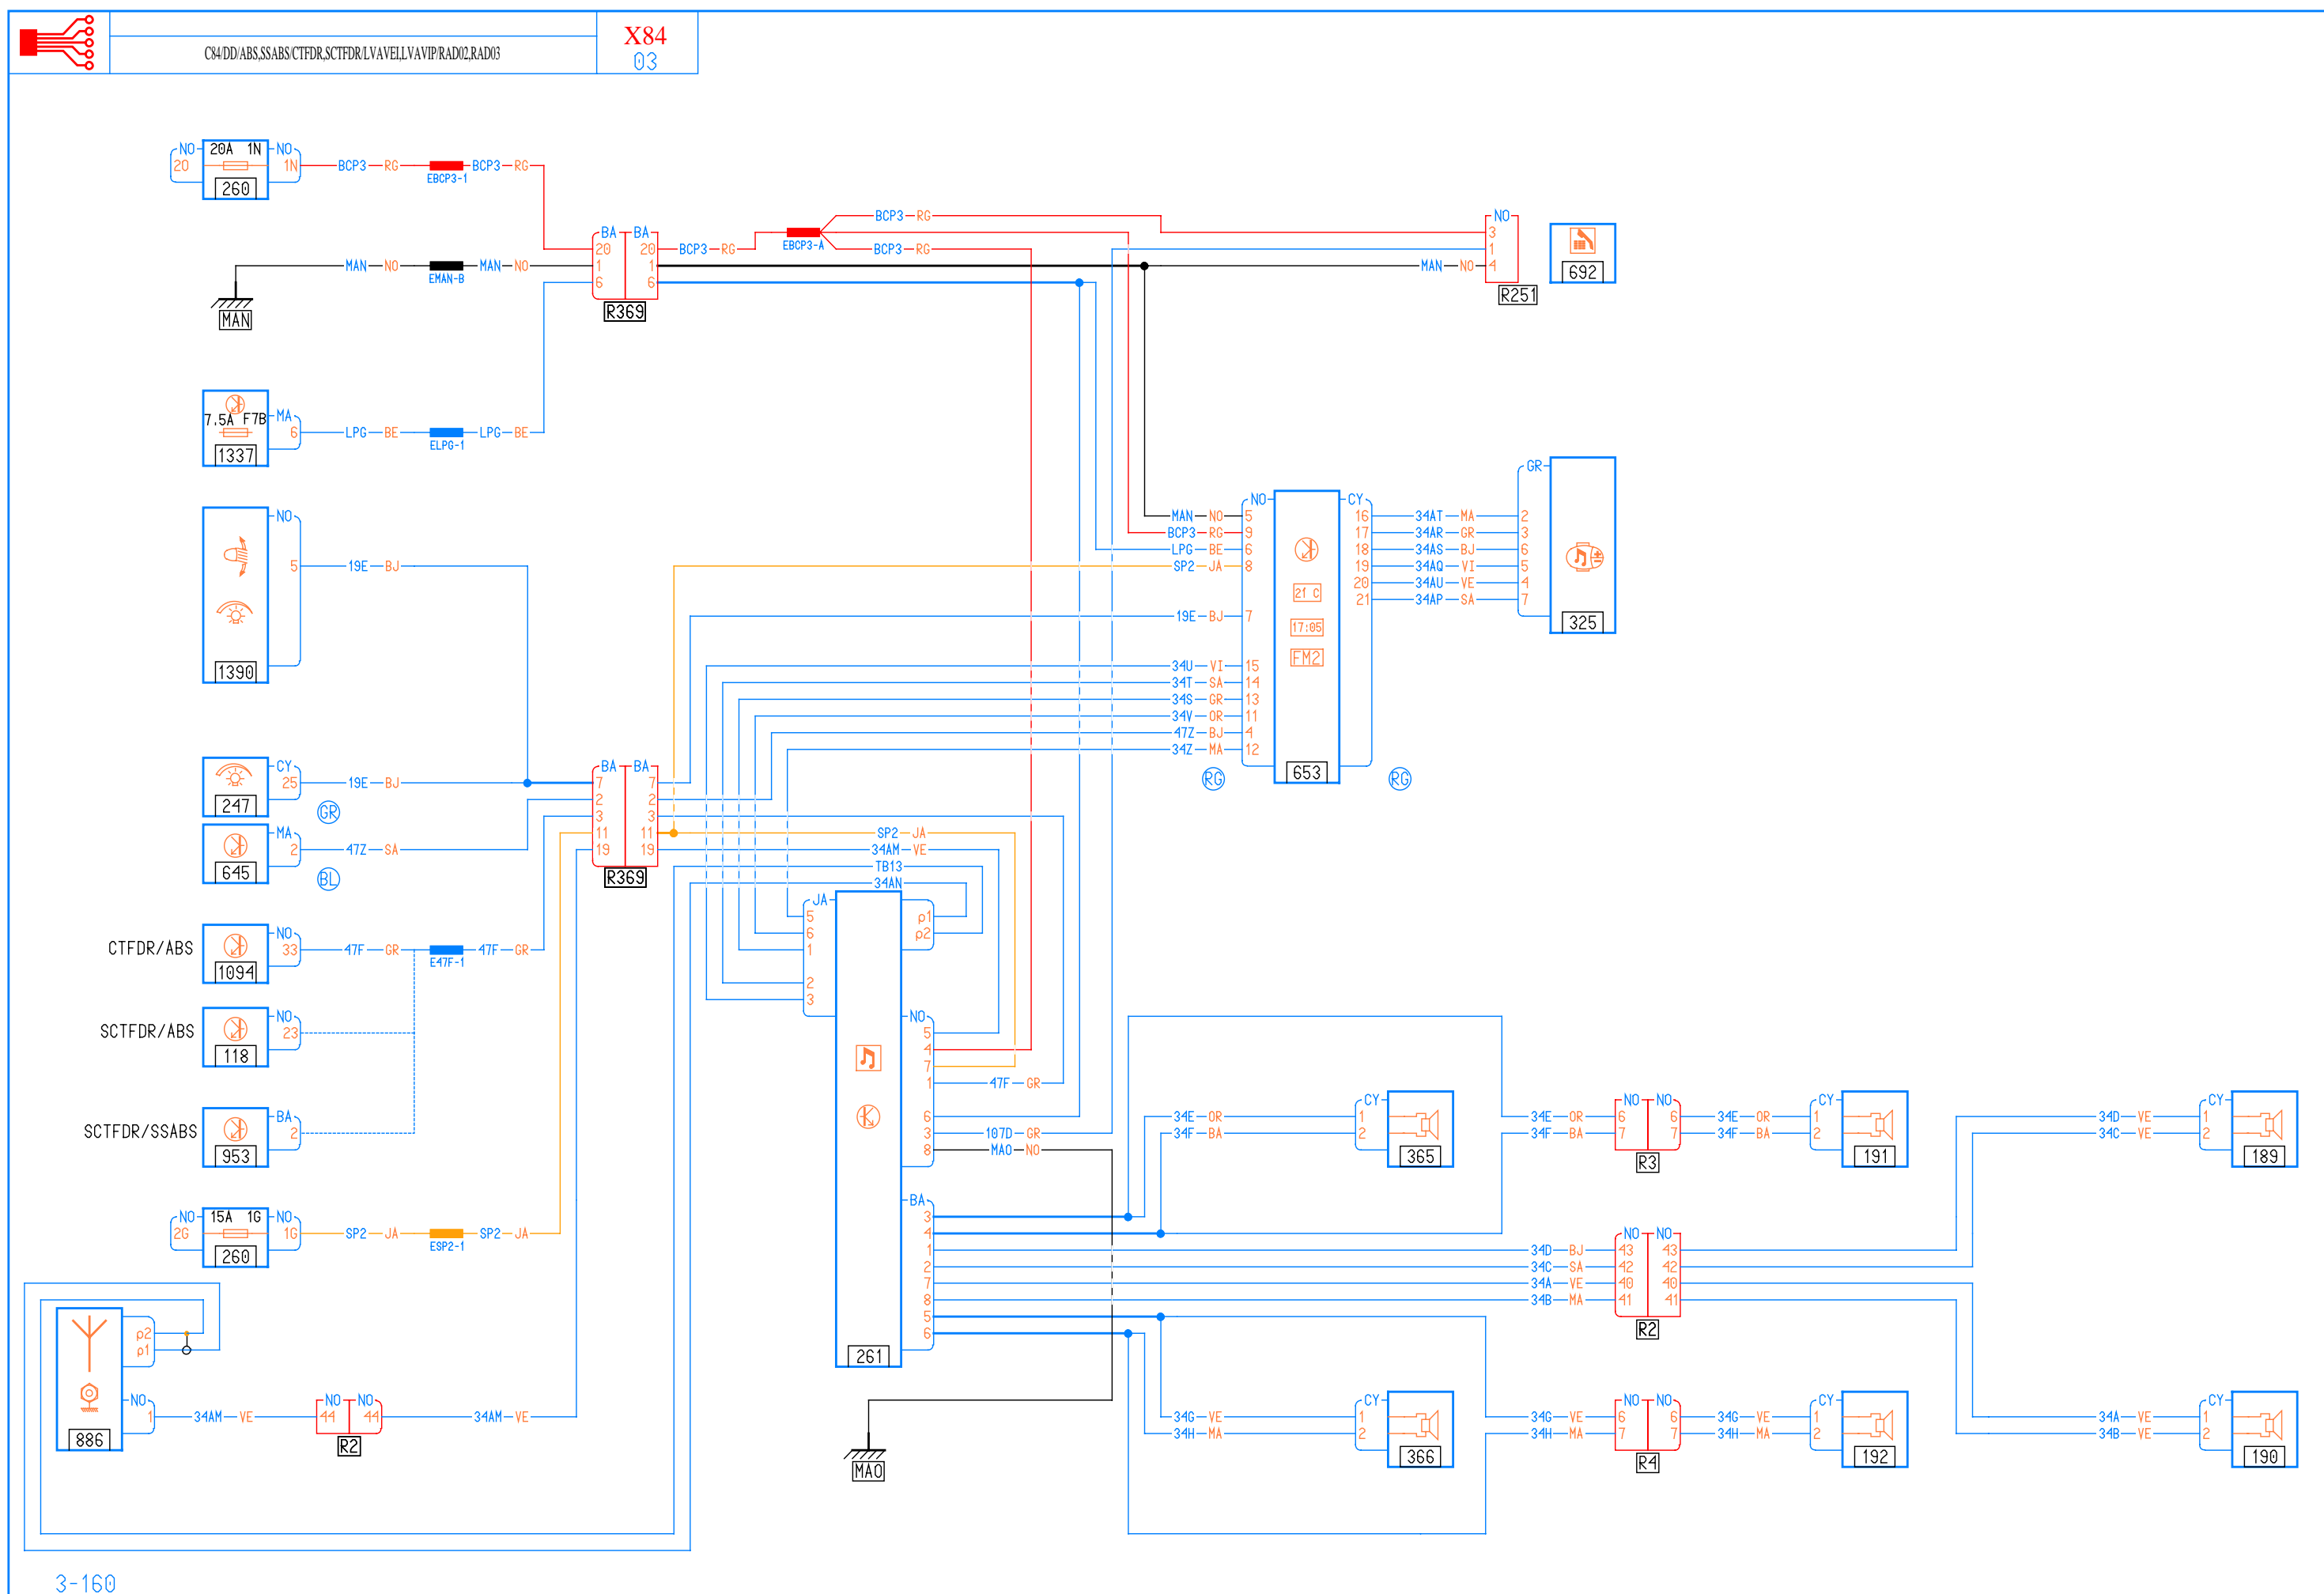 C84/DD/ABS,SSABS/CTFDR,SCTFDR/LVAVEI,LVAVIP/RAD02,RAD03
X84
03
NO 20A 1N NO
20 1N BCP3 RG BCP3 RG
260 EBCP3-1
BCP3 RG NO
BA BA 3
20 20 BCP3 RG EBCP3-A BCP3 RG 1
MAN NO MAN NO 1 1 MAN NO 4 692
EMAN-B 6 6
MAN R369 R251
7.5A F7B MA
6 LPG BE LPG BE
1337 ELPG-1
NO
5 19E BJ
1390
NO CY GR
MAN NO 5 16 34AT MA 2
BCP3 RG 9 17 34AR GR 3
LPG BE 6 18 34AS BJ 6
SP2 JA 8 19 34AQ VI 5
21 C 20 34AU VE 4
21 34AP SA 7
19E BJ 7 17:05 325
34U VI 15 FM2
34T SA 14
34S GR 13
34V OR 11
47Z BJ 4
34Z MA 12
RG 653 RG
CY BA BA
25 19E BJ 7 7
247 GR 2 2
MA 3 3
2 47Z SA 11 11 SP2 JA
645 BL 19 19 34AM VE
R369 TB13
34AN
CTFDR/ABS NO
33 47F GR 47F GR
1094 E47F-1
SCTFDR/ABS NO
23
118
SCTFDR/SSABS BA
2
953
NO 15A 1G NO
2G 1G SP2 JA SP2 JA
260 ESP2-1
JA
5 p1
6 p2
1
2
3 NO
5
4
7
1 47F GR
6
3 107D GR
8 MAO NO
BA
3
4
1
2
7
8
5
6
261
MAO
CY NO NO CY CY
34E OR 1 34E OR 6 6 34E OR 1 34D VE 1
34F BA 2 34F BA 7 7 34F BA 2 34C VE 2
365 R3 191 189
NO NO
34D BJ 43 43
34C SA 42 42
34A VE 40 40
34B MA 41 41
R2
CY NO NO CY CY
34G VE 1 34G VE 6 6 34G VE 1 34A VE 1
34H MA 2 34H MA 7 7 34H MA 2 34B VE 2
366 R4 192 190
p2
p1
NO NO NO
1 34AM VE 44 44 34AM VE
886 R2
3-160